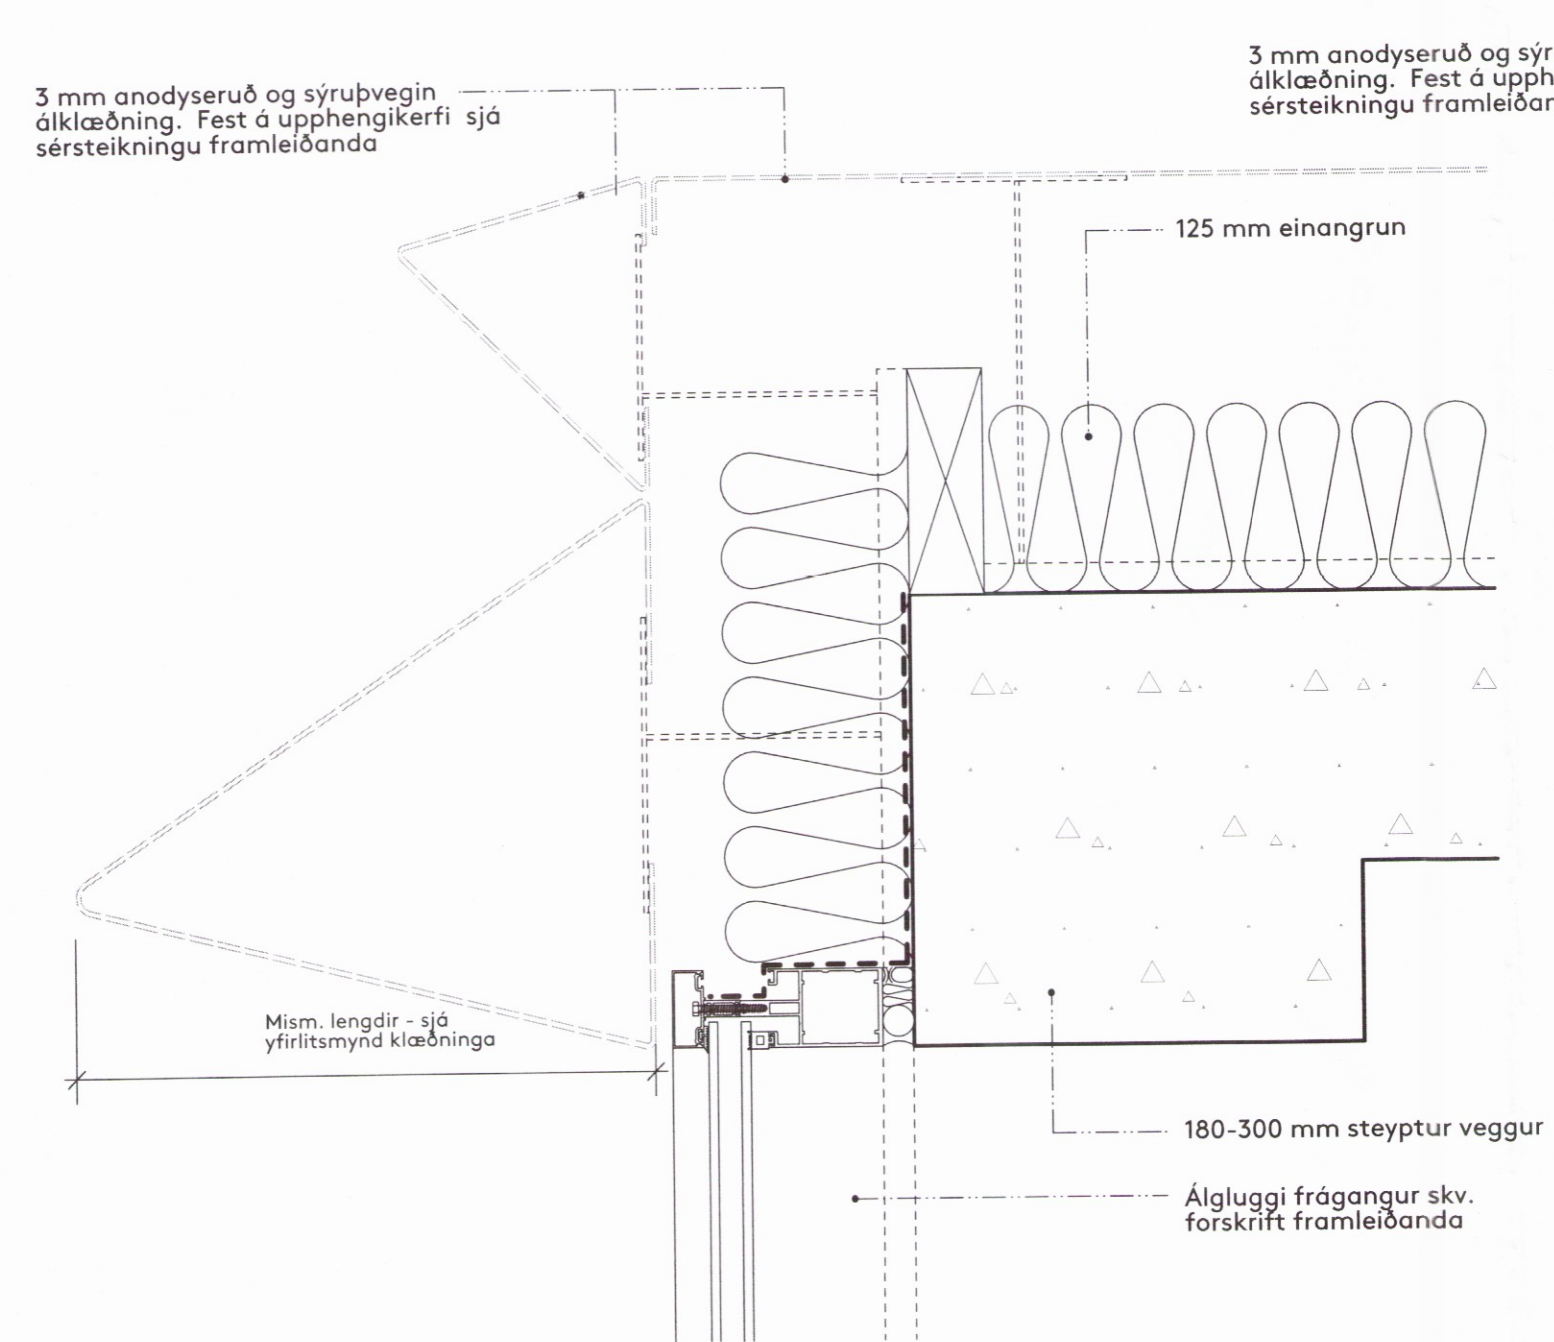 3 mm anodyseruð og sýruþvegin
álklæðning. Fest á upphengikerfi sjá
sérsteikningu framleiðanda
3 mm anodyseruð og sýr
álklæðning. Fest á upph
sérsteikningu framleiðar
125 mm einangrun
Mism. lengdir - sjá
yfirlitsmynd klæðninga
180-300 mm steyptur veggur
Álgluggi frágangur skv.
forskrift framleiðanda